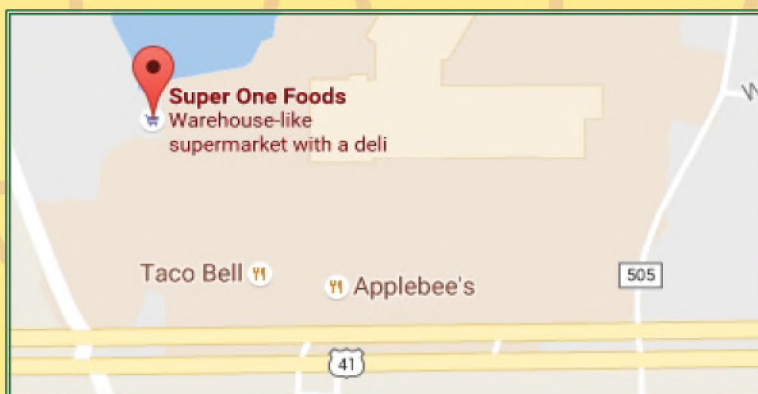 Super One Foods
Warehouse-like
supermarket with a deli
W
Taco Bell
Applebee's
505
41